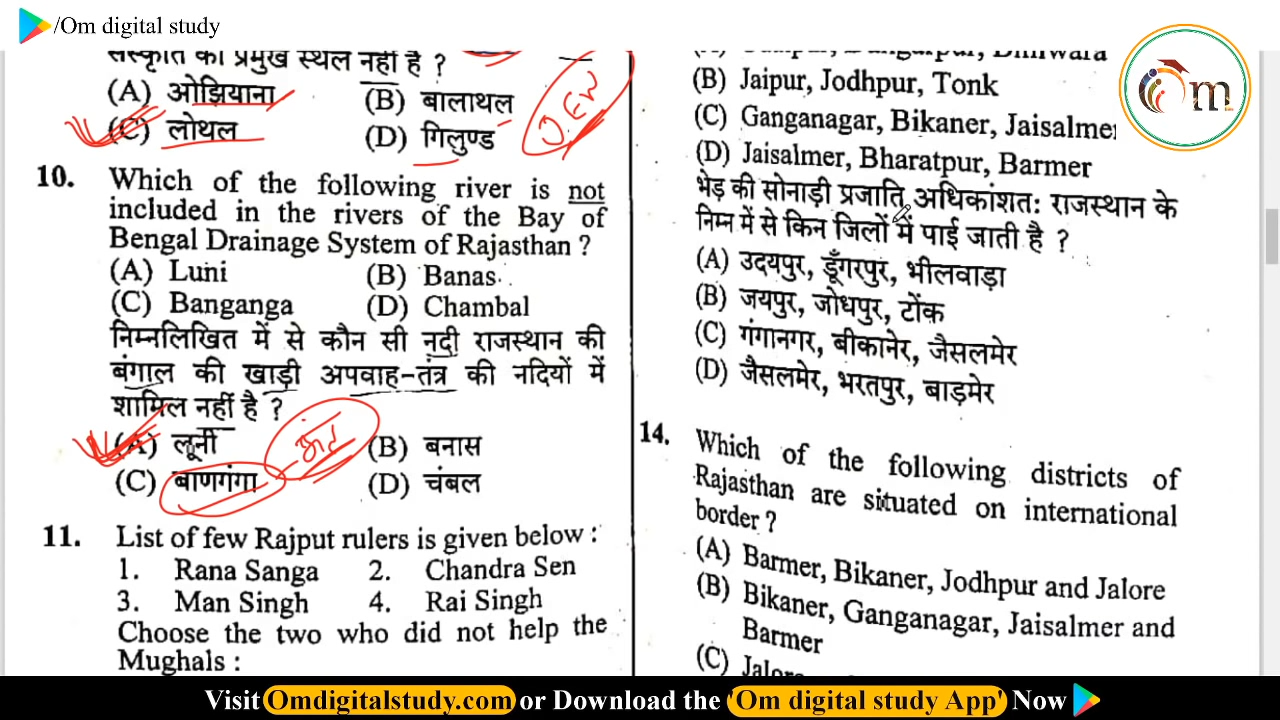 /Om digital study
संस्कृति का प्रमुख स्थल नहीं है ?
(A) ओझियाना (B) बालाथल
(C) लोथल (D) गिलुण्ड
10. Which of the following river is not
included in the rivers of the Bay of
Bengal Drainage System of Rajasthan ?
(A) Luni (B) Banas
(C) Banganga (D) Chambal
निम्नलिखित में से कौन सी नदी राजस्थान की
बंगाल की खाड़ी अपवाह-तंत्र की नदियों में
शामिल नहीं है ?
(A) लूनी (B) बनास
(C) बाणगंगा (D) चंबल
11. List of few Rajput rulers is given below :
1. Rana Sanga 2. Chandra Sen
3. Man Singh 4. Rai Singh
Choose the two who did not help the
Mughals :
(B) Jaipur, Jodhpur, Tonk
(C) Ganganagar, Bikaner, Jaisalmer
(D) Jaisalmer, Bharatpur, Barmer
भेड़ की सोनाड़ी प्रजाति अधिकांशतः राजस्थान के
निम्न में से किन जिलों में पाई जाती है ?
(A) उदयपुर, डूँगरपुर, भीलवाड़ा
(B) जयपुर, जोधपुर, टोंक
(C) गंगानगर, बीकानेर, जैसलमेर
(D) जैसलमेर, भरतपुर, बाड़मेर
14. Which of the following districts of
Rajasthan are situated on international
border ?
(A) Barmer, Bikaner, Jodhpur and Jalore
(B) Bikaner, Ganganagar, Jaisalmer and
Barmer
(C) Jalore
Om
Visit Omdigitalstudy.com or Download the 'Om digital study App' Now